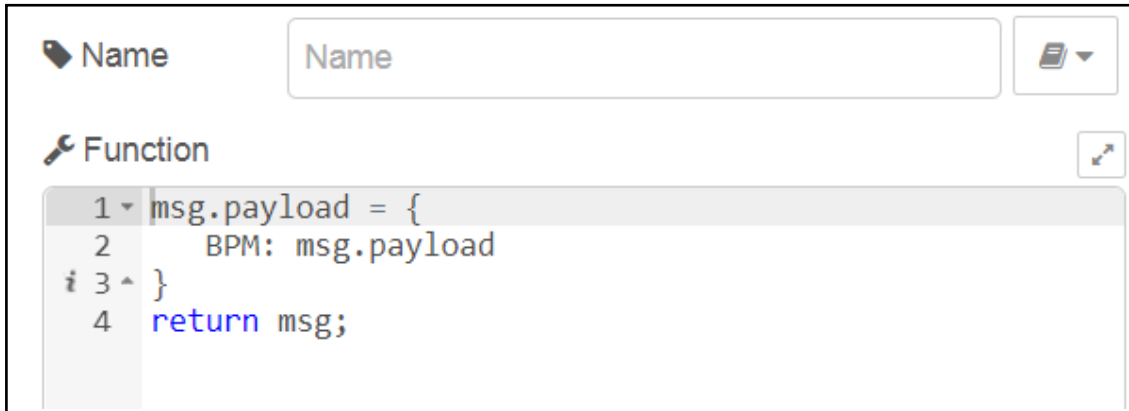 Name Name
Function
1 msg.payload = {
2 BPM: msg.payload
i 3 }
4 return msg;